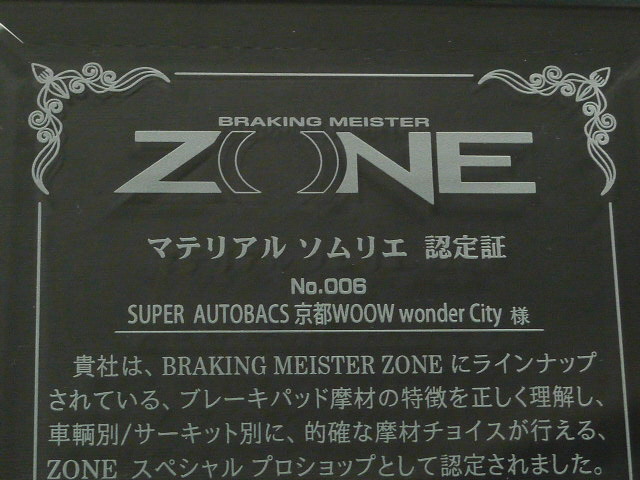 BRAKING MEISTER
ZONE
マテリアル ソムリエ 認定証
No.006
SUPER AUTOBACS 京都WOOW wonder City 様
貴社は、BRAKING MEISTER ZONE にラインナップ
されている、ブレーキパッド摩材の特徴を正しく理解し、
車輌別/サーキット別に、的確な摩材チョイスが行える、
ZONE スペシャル プロショップとして認定されました。